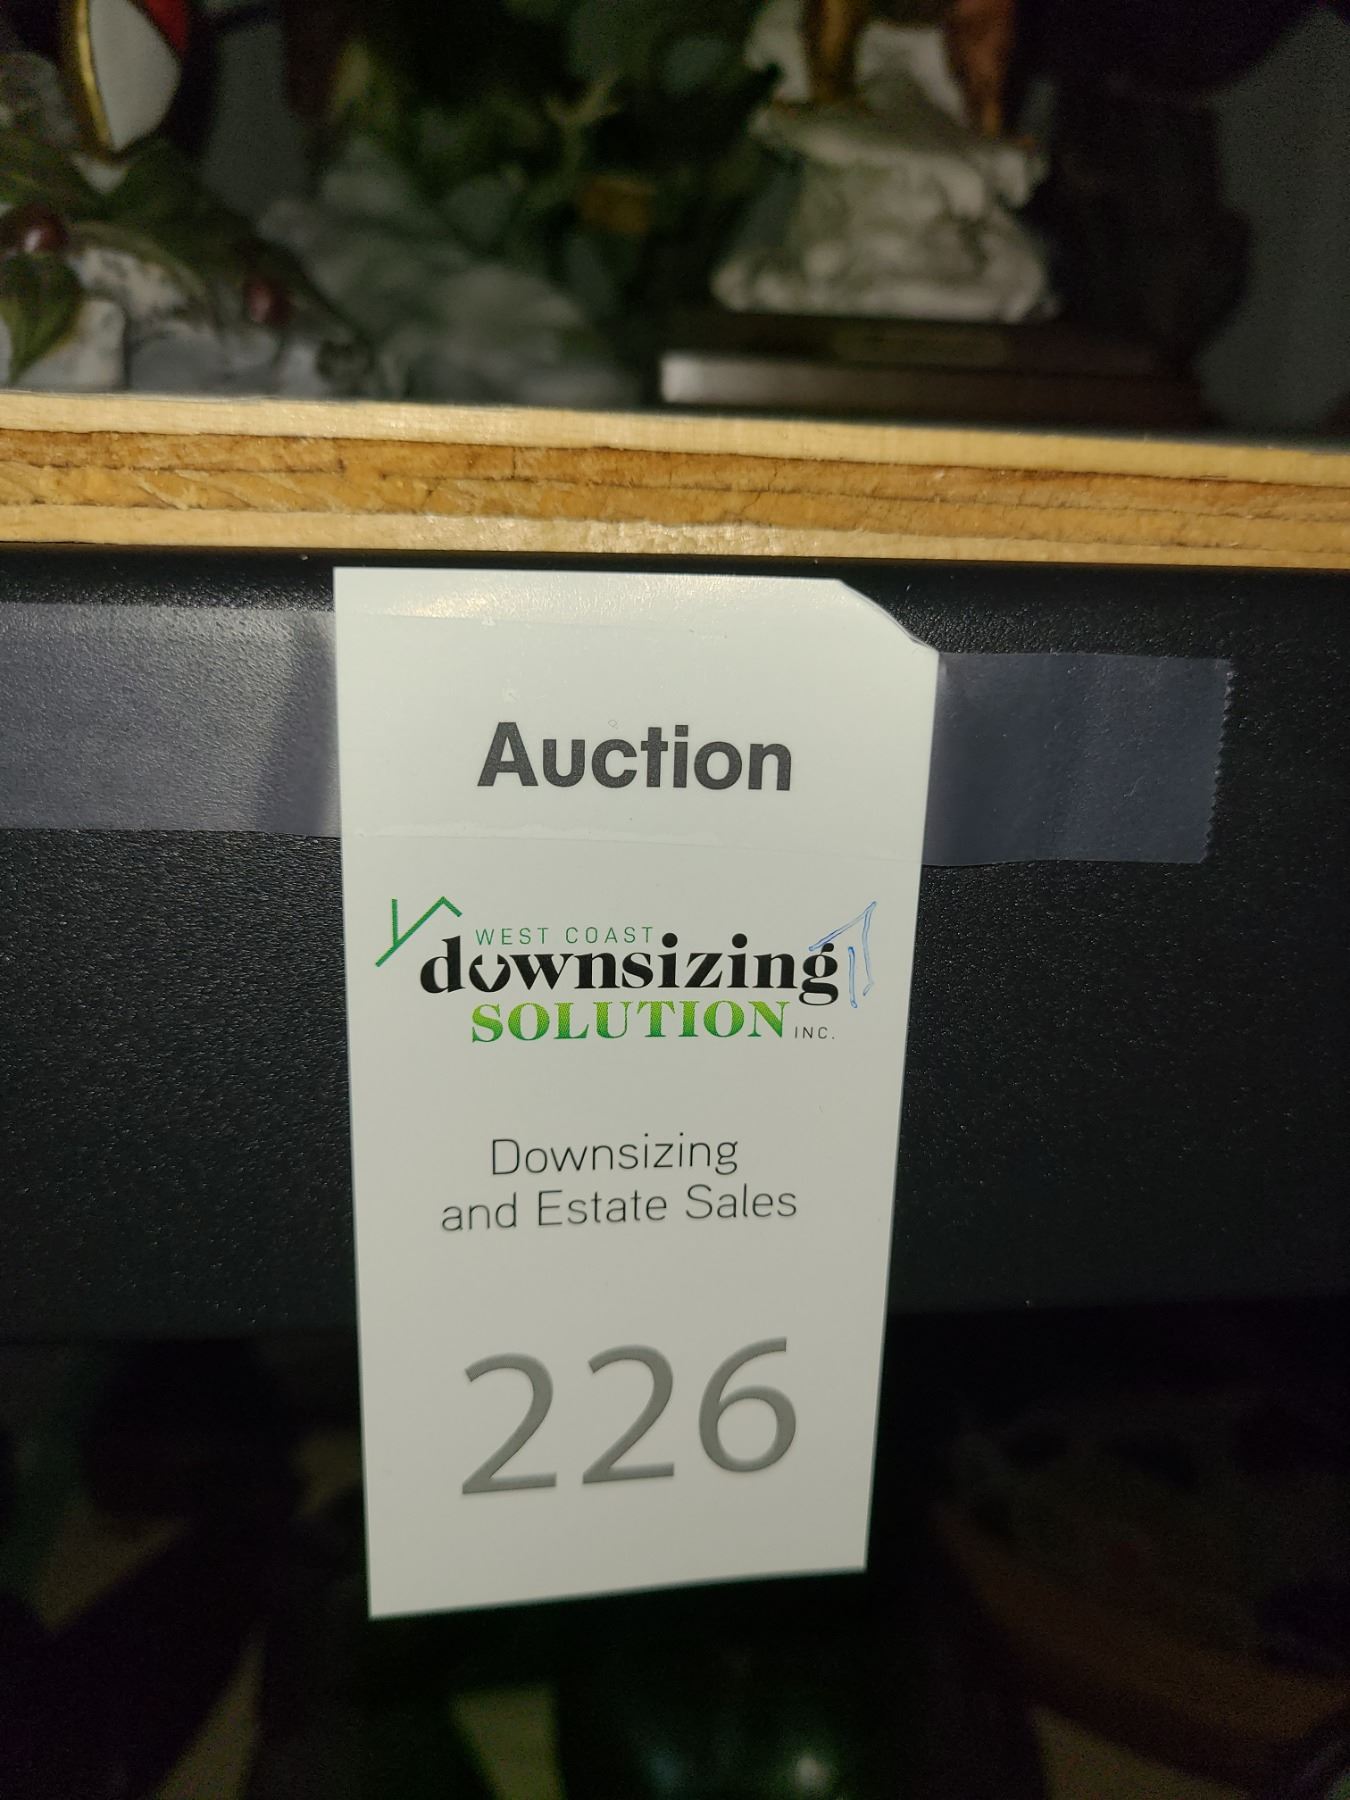 Auction
WEST COAST
downsizing
SOLUTION INC.
Downsizing
and Estate Sales
226